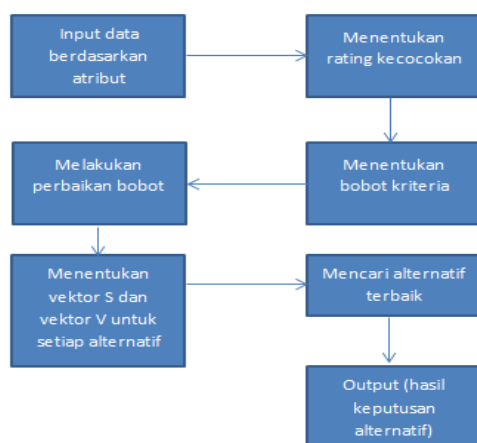 Input data
berdasarkan
atribut
Menentukan
rating kecocokan
Menentukan
bobot kriteria
Melakukan
perbaikan bobot
Menentukan
vektor S dan
vektor V untuk
setiap alternatif
Mencari alternatif
terbaik
Output (hasil
keputusan
alternatif)